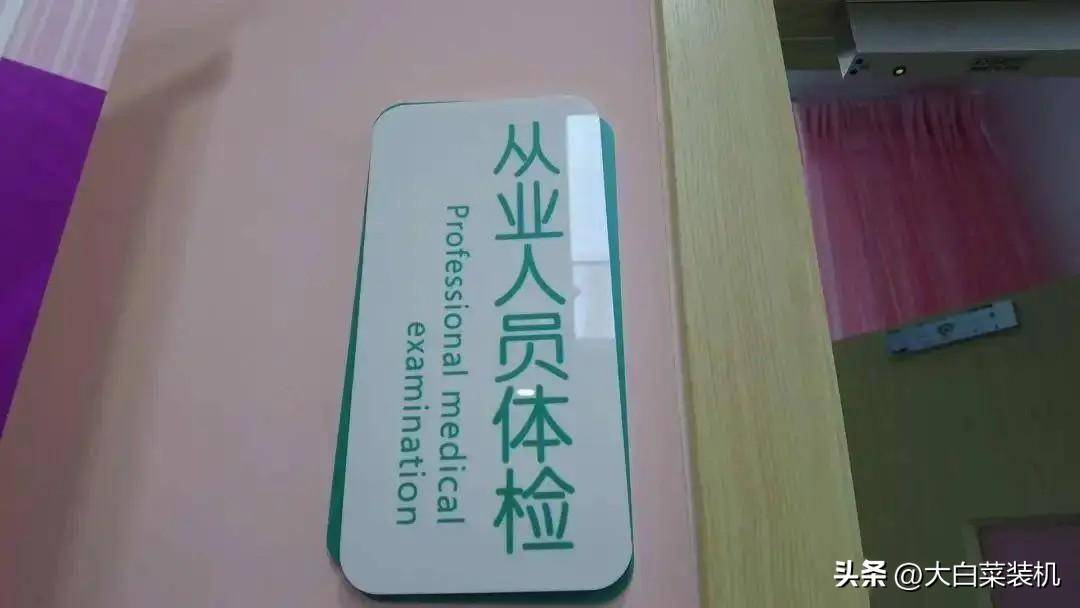 从业人员体检
Professional medical
examination
头条 @大白菜装机